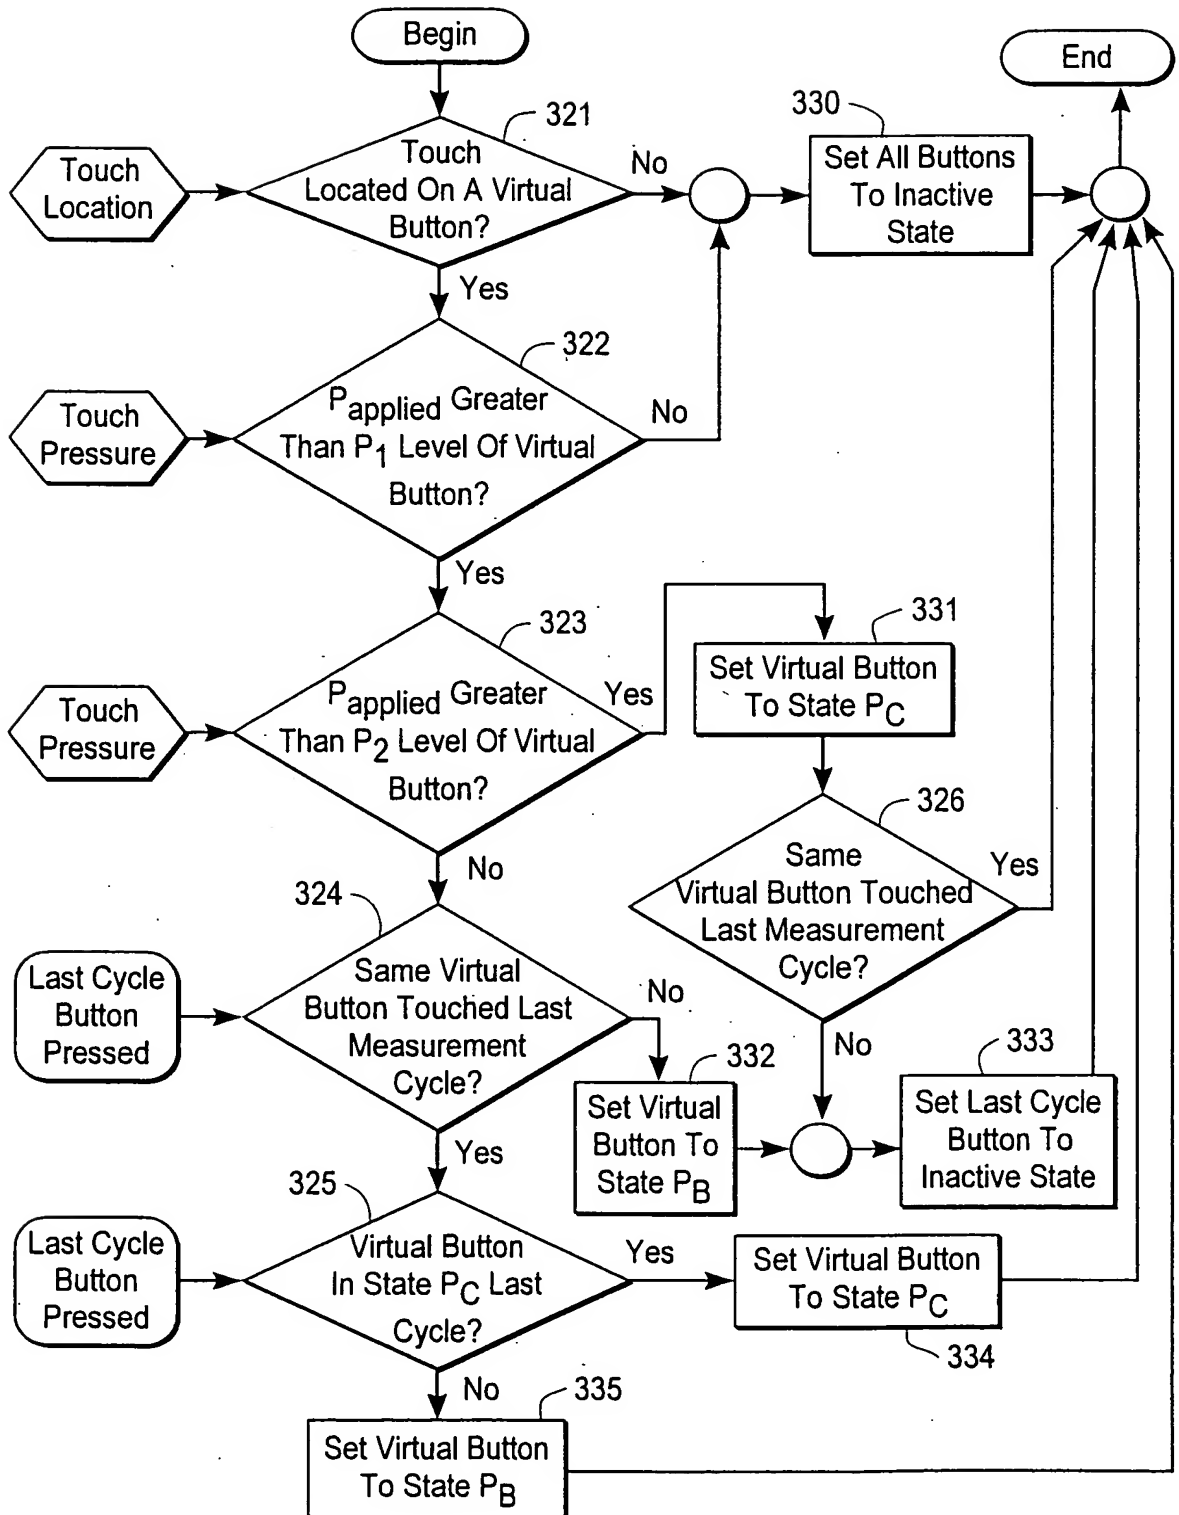 Begin
End
321
330
Touch
Location
Touch
Located On A Virtual
Button?
No
Set All Buttons
To Inactive
State
Yes
322
Touch
Pressure
Papplied Greater
Than P1 Level Of Virtual
Button?
No
Yes
323
331
Touch
Pressure
Papplied Greater
Than P2 Level Of Virtual
Button?
Yes
Set Virtual Button
To State PC
No
326
Same
Virtual Button Touched
Last Measurement
Cycle?
Yes
No
324
Last Cycle
Button
Pressed
Same Virtual
Button Touched Last
Measurement
Cycle?
No
332
333
Set Virtual
Button To
State PB
Set Last Cycle
Button To
Inactive State
Yes
325
Last Cycle
Button
Pressed
Virtual Button
In State PC Last
Cycle?
Yes
Set Virtual Button
To State PC
334
No
335
Set Virtual Button
To State PB